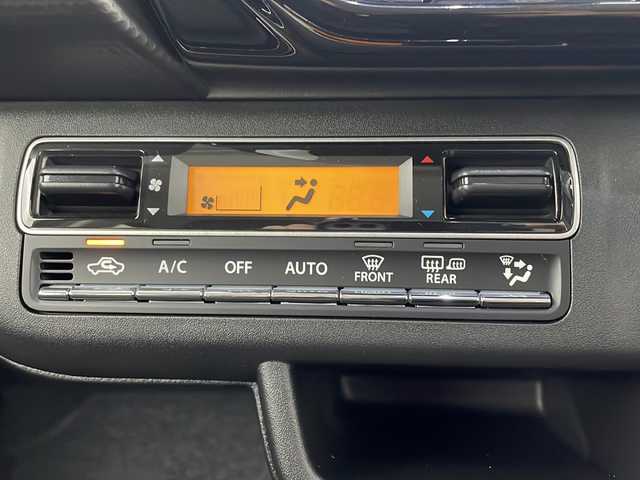 A/C OFF AUTO FRONT REAR